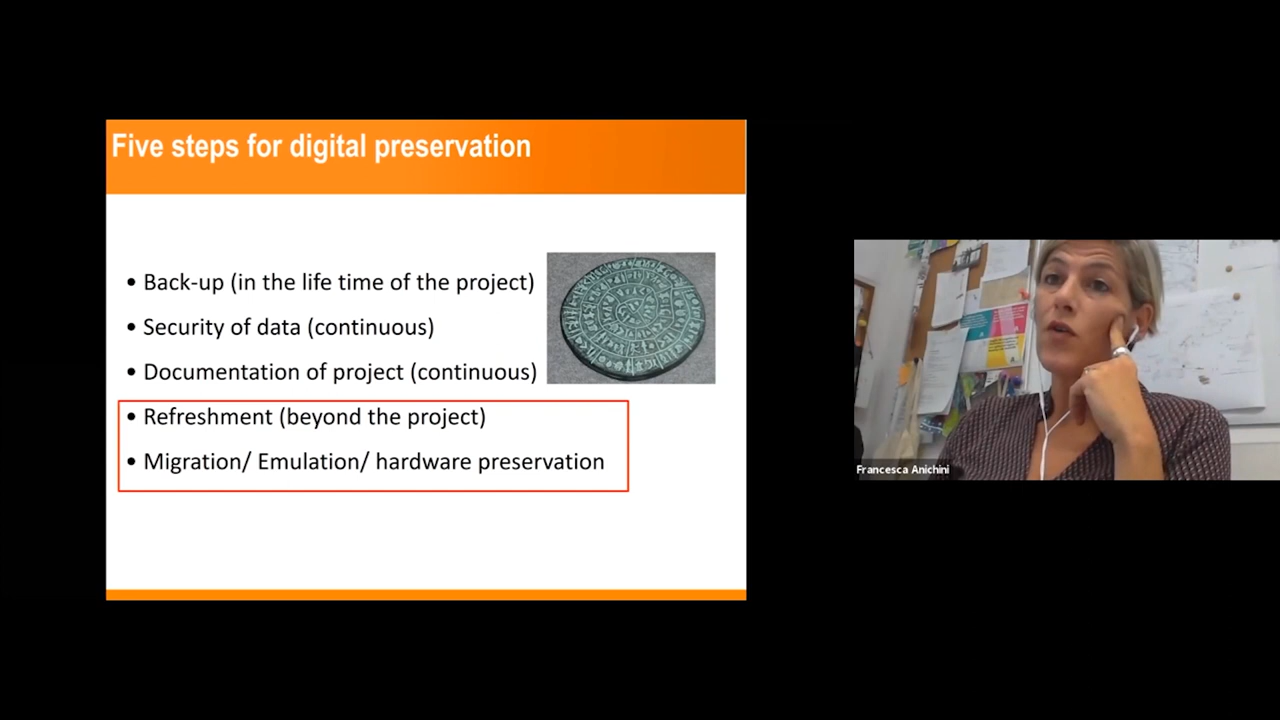 Five steps for digital preservation
• Back-up (in the life time of the project)
• Security of data (continuous)
• Documentation of project (continuous)
• Refreshment (beyond the project)
• Migration/ Emulation/ hardware preservation
Francesca Anichini